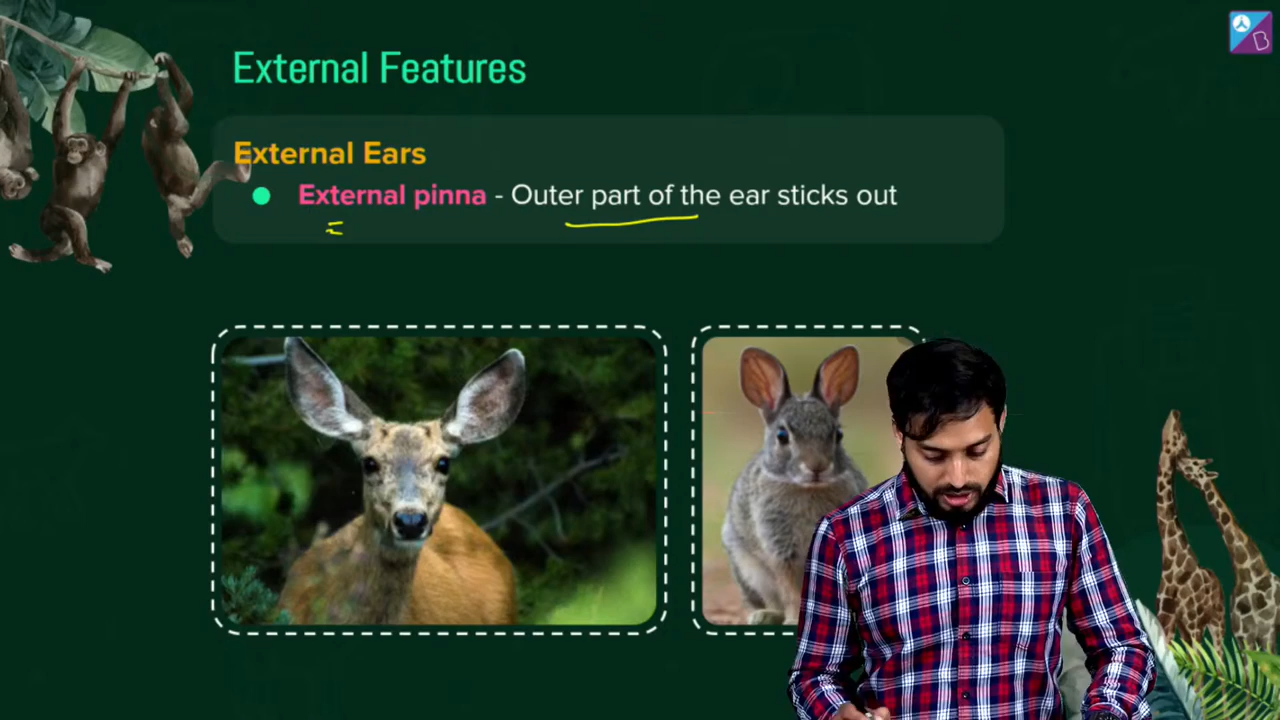 External Features
External Ears
External pinna - Outer part of the ear sticks out
B